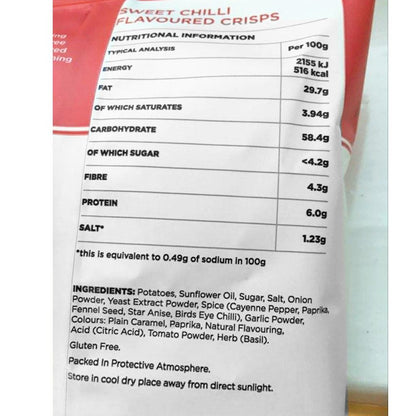 SWEET CHILLI
FLAVOURED CRISPS
NUTRITIONAL INFORMATION
TYPICAL ANALYSIS Per 100g
ENERGY 2155 kJ
516 kcal
FAT 29.7g
OF WHICH SATURATES 3.94g
CARBOHYDRATE 58.4g
OF WHICH SUGAR <4.2g
FIBRE 4.3g
PROTEIN 6.0g
SALT* 1.23g
*this is equivalent to 0.49g of sodium in 100g
INGREDIENTS: Potatoes, Sunflower Oil, Sugar, Salt, Onion
Powder, Yeast Extract Powder, Spice (Cayenne Pepper, Paprika,
Fennel Seed, Star Anise, Birds Eye Chilli), Garlic Powder,
Colours: Plain Caramel, Paprika, Natural Flavouring,
Acid (Citric Acid), Tomato Powder, Herb (Basil).
Gluten Free.
Packed In Protective Atmosphere.
Store in cool dry place away from direct sunlight.